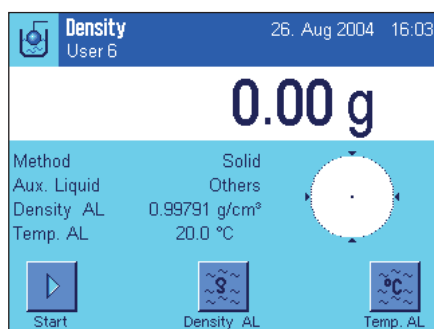 Density 26. Aug 2004 16:03
User 6
0.00 g
Method Solid
Aux. Liquid Others
Density AL 0.99791 g/cm³
Temp. AL 20.0 °C
°C
Start Density AL Temp. AL